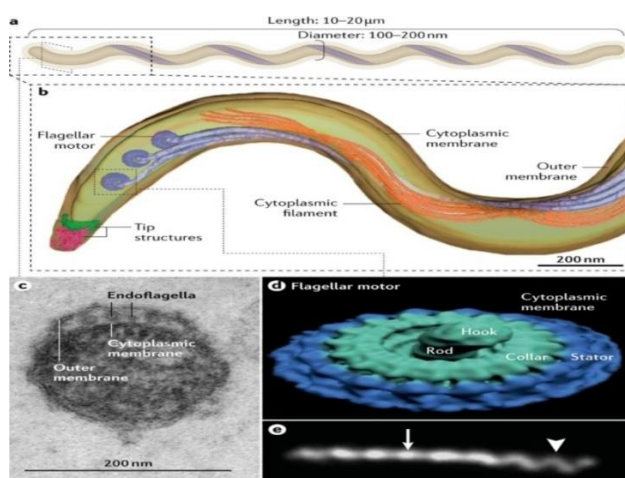 a
Length: 10–20 μm
Diameter: 100–200 nm
b
Flagellar
motor
Cytoplasmic
membrane
Outer
membrane
Cytoplasmic
filament
Tip
structures
200 nm
c
Endoflagella
Cytoplasmic
membrane
Outer
membrane
200 nm
d Flagellar motor
Cytoplasmic
membrane
Hook
Rod
Collar
Stator
e